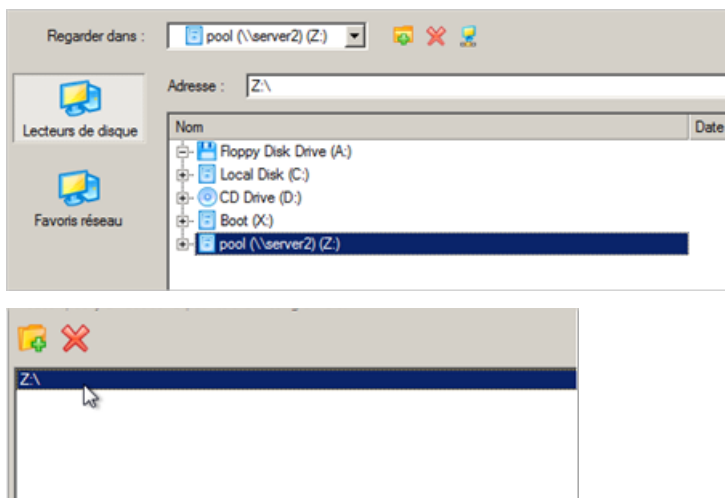 Regarder dans :
pool (\\server2) (Z:)
Adresse :
Z:\
Lecteurs de disque
Favoris réseau
Nom
Date
Floppy Disk Drive (A:)
Local Disk (C:)
CD Drive (D:)
Boot (X:)
pool (\\server2) (Z:)
Z:\